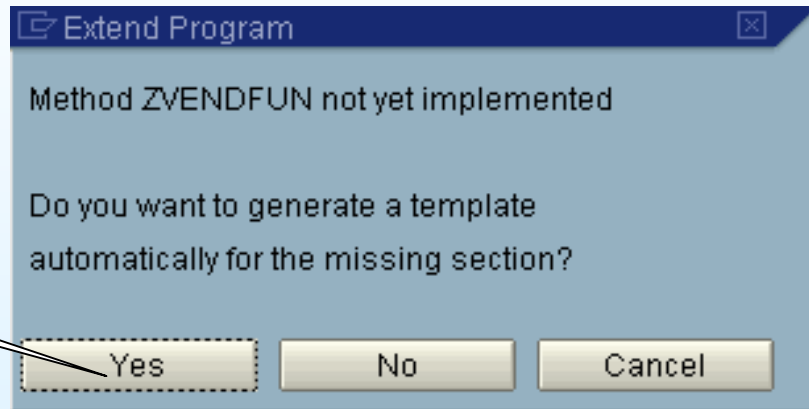 Extend Program
Method ZVENDFUN not yet implemented
Do you want to generate a template
automatically for the missing section?
Yes No Cancel